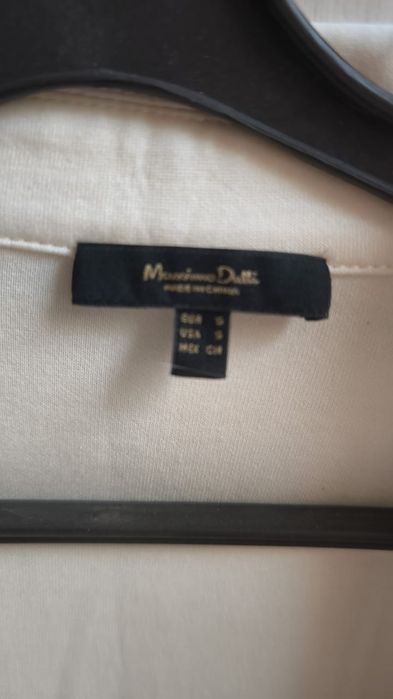 Massimo Dutti
MADE IN CHINA
EUR S
USA S
MEX CH